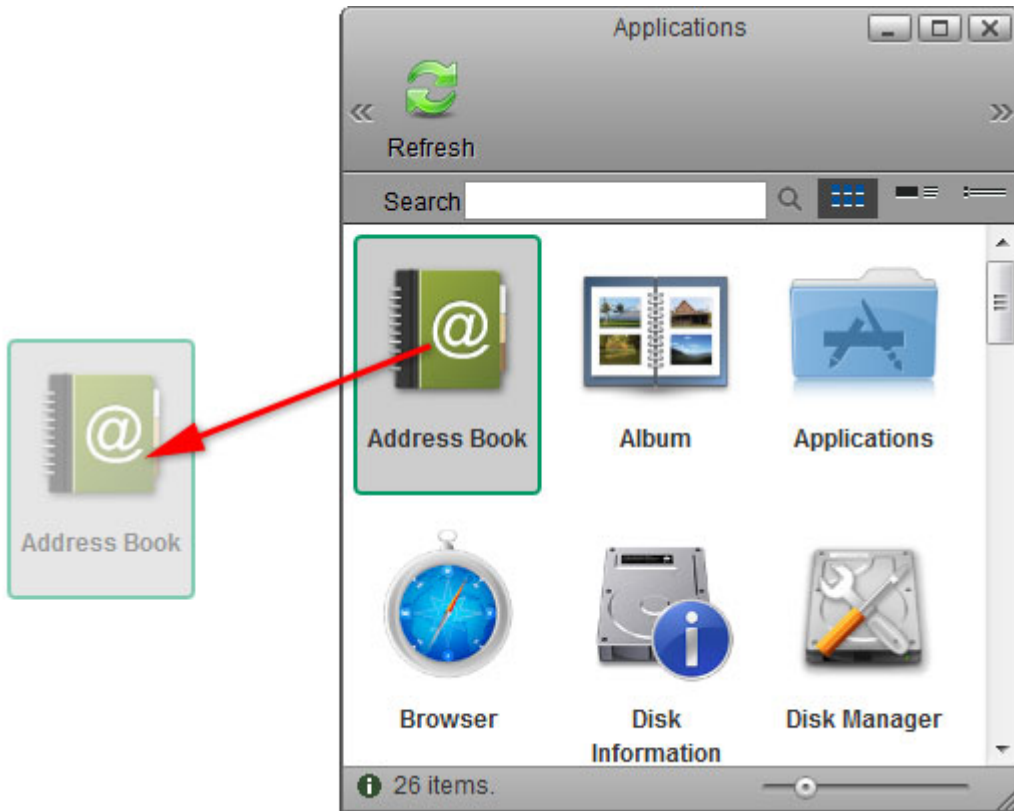 Applications
Refresh
Search
Address Book
Album
Applications
Address Book
Browser
Disk
Information
Disk Manager
26 items.